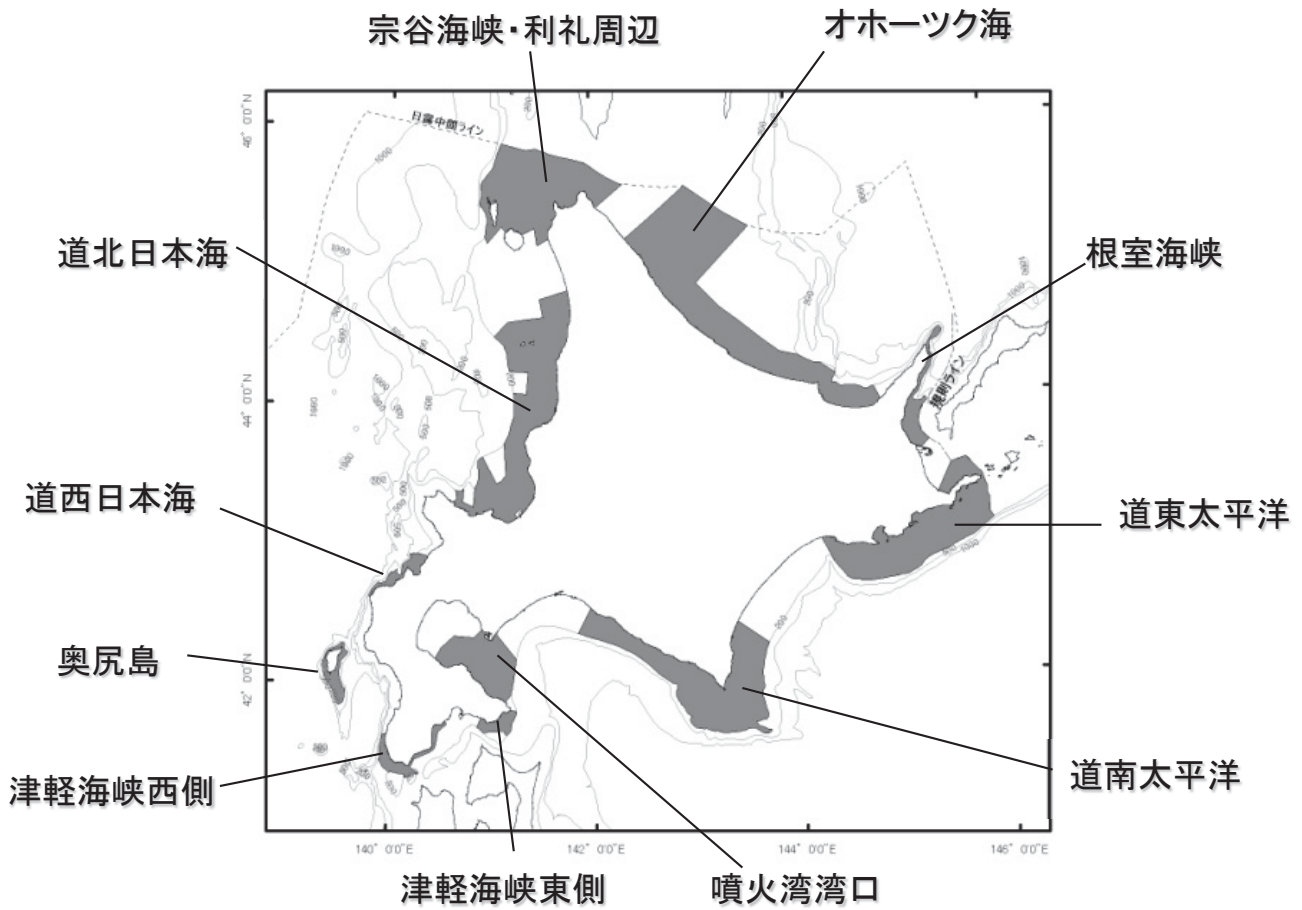 宗谷海峡・利礼周辺
オホーツク海
46° 0'0"N
日露中間ライン
道北日本海
根室海峡
規則ライン
44° 0'0"N
道西日本海
道東太平洋
奥尻島
42° 0'0"N
道南太平洋
津軽海峡西側
140° 0'0"E
142° 0'0"E
144° 0'0"E
146° 0'0"E
津軽海峡東側
噴火湾湾口